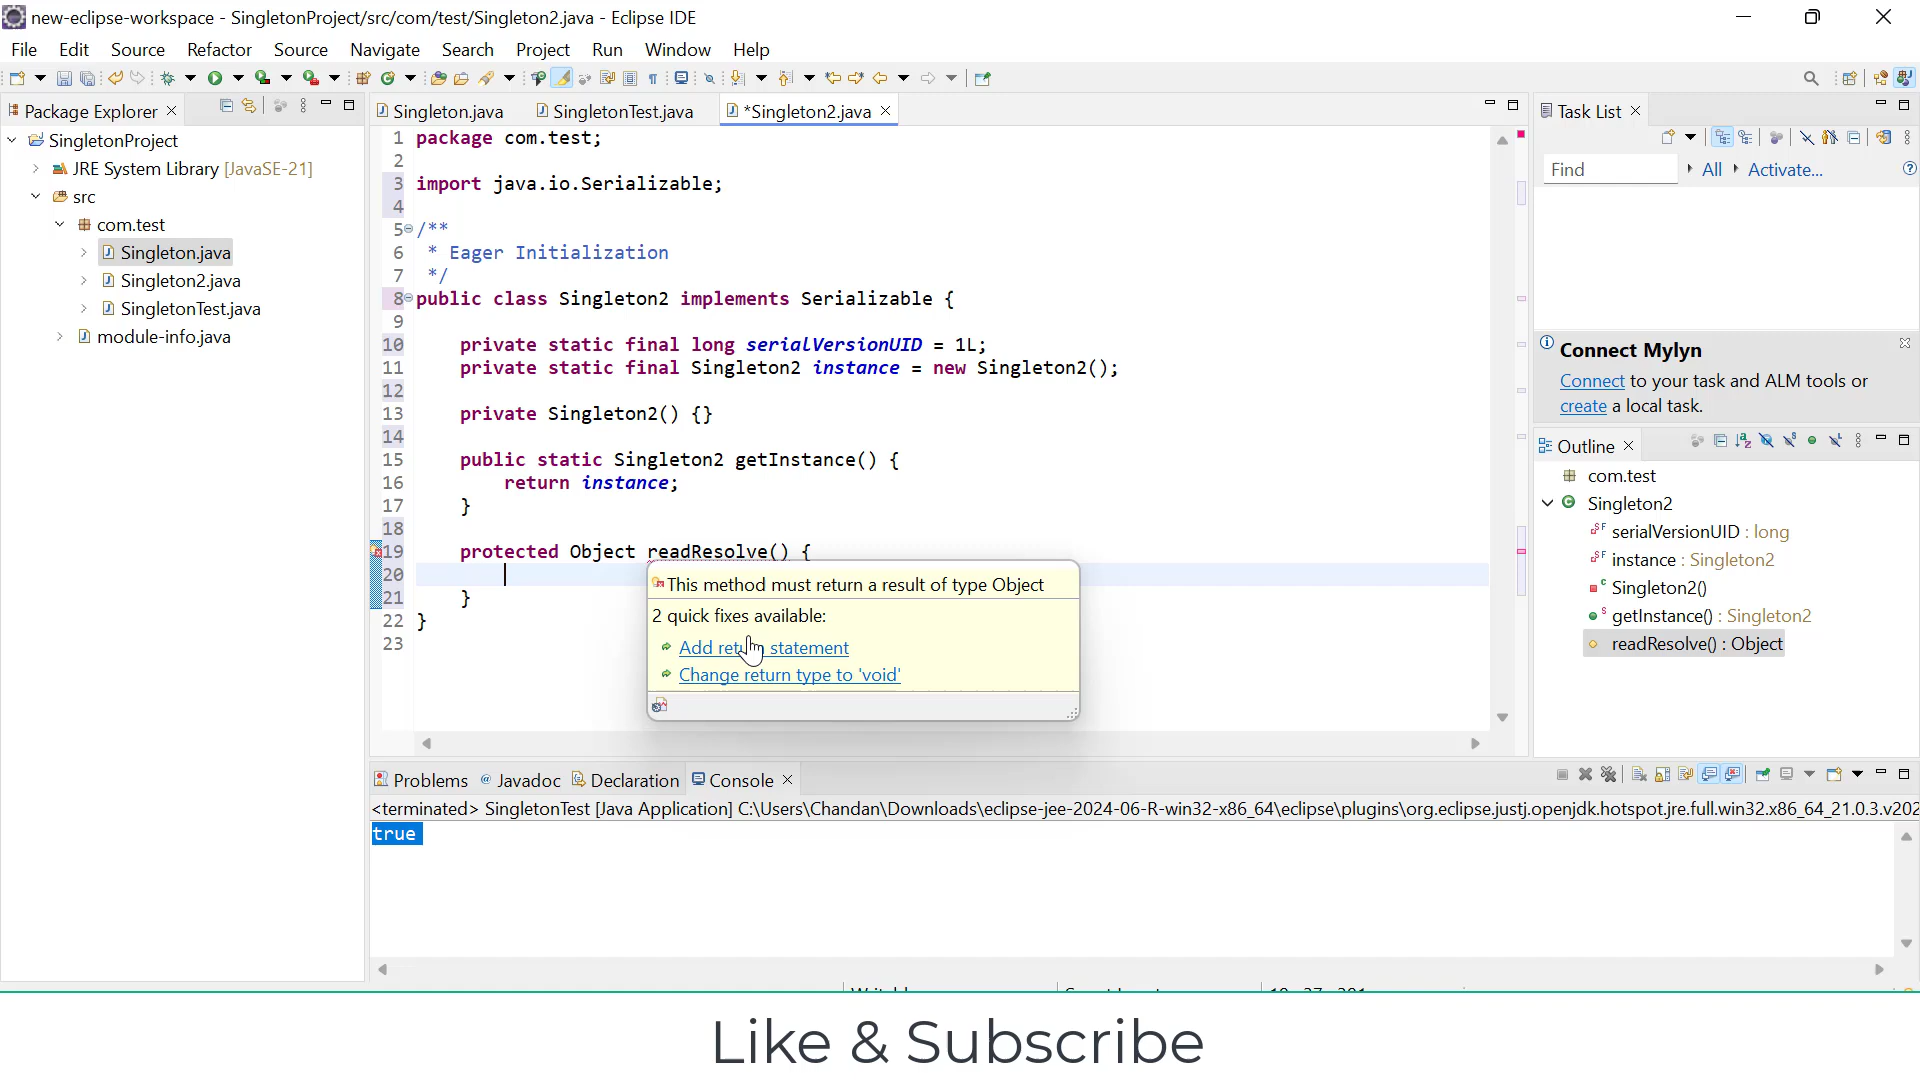 new-eclipse-workspace - SingletonProject/src/com/test/Singleton2.java - Eclipse IDE
File Edit Source Refactor Source Navigate Search Project Run Window Help
Package Explorer
SingletonProject
JRE System Library [JavaSE-21]
src
com.test
Singleton.java
Singleton2.java
SingletonTest.java
module-info.java
Singleton.java SingletonTest.java *Singleton2.java
1 package com.test;
2
3 import java.io.Serializable;
4
5 /**
6 * Eager Initialization
7 */
8 public class Singleton2 implements Serializable {
9
10 private static final long serialVersionUID = 1L;
11 private static final Singleton2 instance = new Singleton2();
12
13 private Singleton2() {}
14
15 public static Singleton2 getInstance() {
16 return instance;
17 }
18
19 protected Object readResolve() {
20
21 }
22 }
23
This method must return a result of type Object
2 quick fixes available:
Add return statement
Change return type to 'void'
Task List
Find All Activate...
Connect Mylyn
Connect to your task and ALM tools or
create a local task.
Outline
com.test
Singleton2
serialVersionUID : long
instance : Singleton2
Singleton2()
getInstance() : Singleton2
readResolve() : Object
Problems Javadoc Declaration Console
<terminated> SingletonTest [Java Application] C:\Users\Chandan\Downloads\eclipse-jee-2024-06-R-win32-x86_64\eclipse\plugins\org.eclipse.justj.openjdk.hotspot.jre.full.win32.x86_64_21.0.3.v202
true
Like & Subscribe